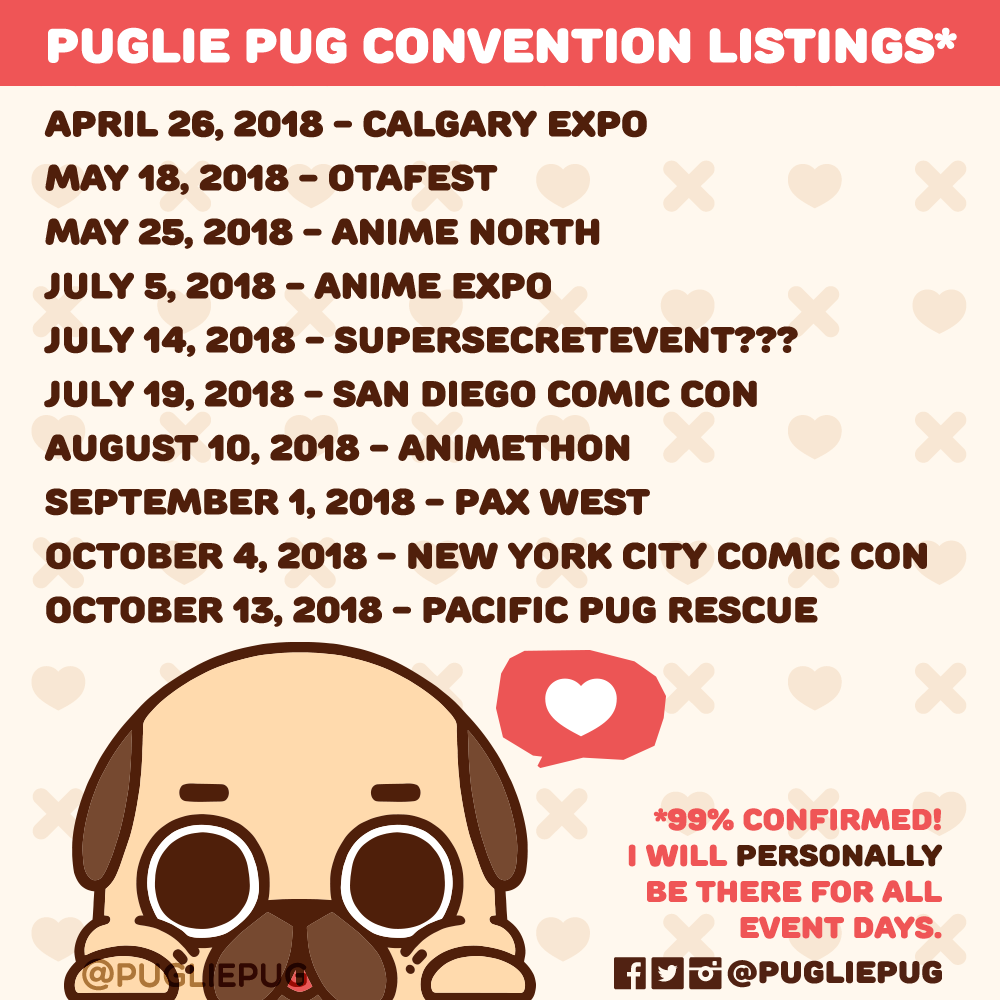 PUGLIE PUG CONVENTION LISTINGS*
APRIL 26, 2018 – CALGARY EXPO
MAY 18, 2018 – OTAFEST
MAY 25, 2018 – ANIME NORTH
JULY 5, 2018 – ANIME EXPO
JULY 14, 2018 – SUPERSECRETEVENT???
JULY 19, 2018 – SAN DIEGO COMIC CON
AUGUST 10, 2018 – ANIMETHON
SEPTEMBER 1, 2018 – PAX WEST
OCTOBER 4, 2018 – NEW YORK CITY COMIC CON
OCTOBER 13, 2018 – PACIFIC PUG RESCUE
*99% CONFIRMED!
I WILL PERSONALLY
BE THERE FOR ALL
EVENT DAYS.
@PUGLIEPUG
@PUGLIEPUG